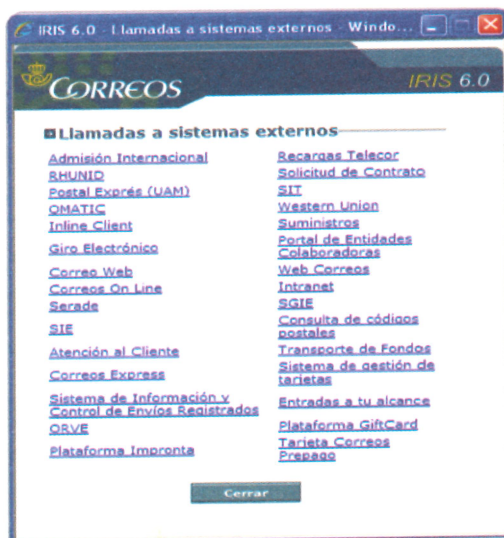 IRIS 6.0 - Llamadas a sistemas externos - Windo...
CORREOS
IRIS 6.0
Llamadas a sistemas externos
Admisión Internacional
Recargas Telecor
RHUNID
Solicitud de Contrato
Postal Exprés (UAM)
SIT
QMATIC
Western Union
Inline Client
Suministros
Giro Electrónico
Portal de Entidades
Colaboradoras
Correo Web
Web Correos
Correos On Line
Intranet
Serade
SGIE
SIE
Consulta de códigos
postales
Atención al Cliente
Transporte de Fondos
Correos Express
Sistema de gestión de
tarjetas
Sistema de Información y
Control de Envíos Registrados
Entradas a tu alcance
ORVE
Plataforma GiftCard
Plataforma Impronta
Tarjeta Correos
Prepago
Cerrar